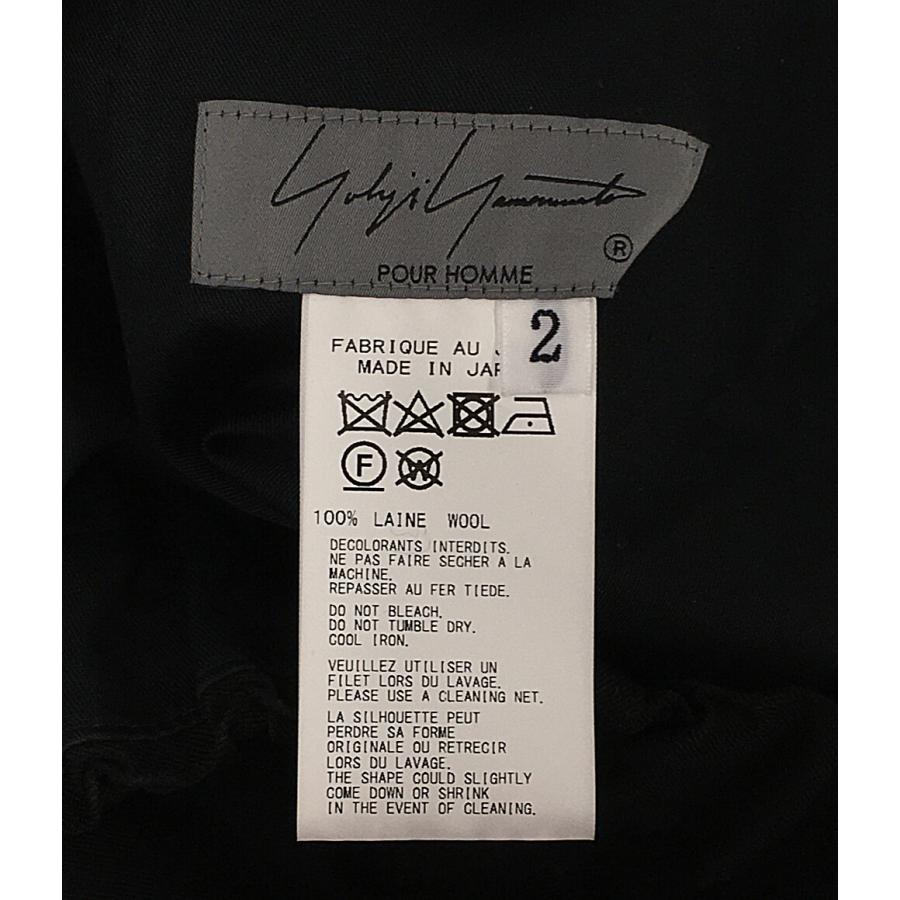 Yohji Yamamoto
®
POUR HOMME
2
FABRIQUE AU
MADE IN
F
W
100% LAINE WOOL
DECOLORANTS INTERDITS.
NE PAS FAIRE SECHER A LA
MACHINE.
REPASSER AU FER TIEDE.
DO NOT BLEACH.
DO NOT TUMBLE DRY.
COOL IRON.
VEUILLEZ UTILISER UN
FILET LORS DU LAVAGE.
PLEASE USE A CLEANING NET.
LA SILHOUETTE PEUT
PERDRE SA FORME
ORIGINALE OU RETRECIR
LORS DU LAVAGE.
THE SHAPE COULD SLIGHTLY
COME DOWN OR SHRINK
IN THE EVENT OF CLEANING.